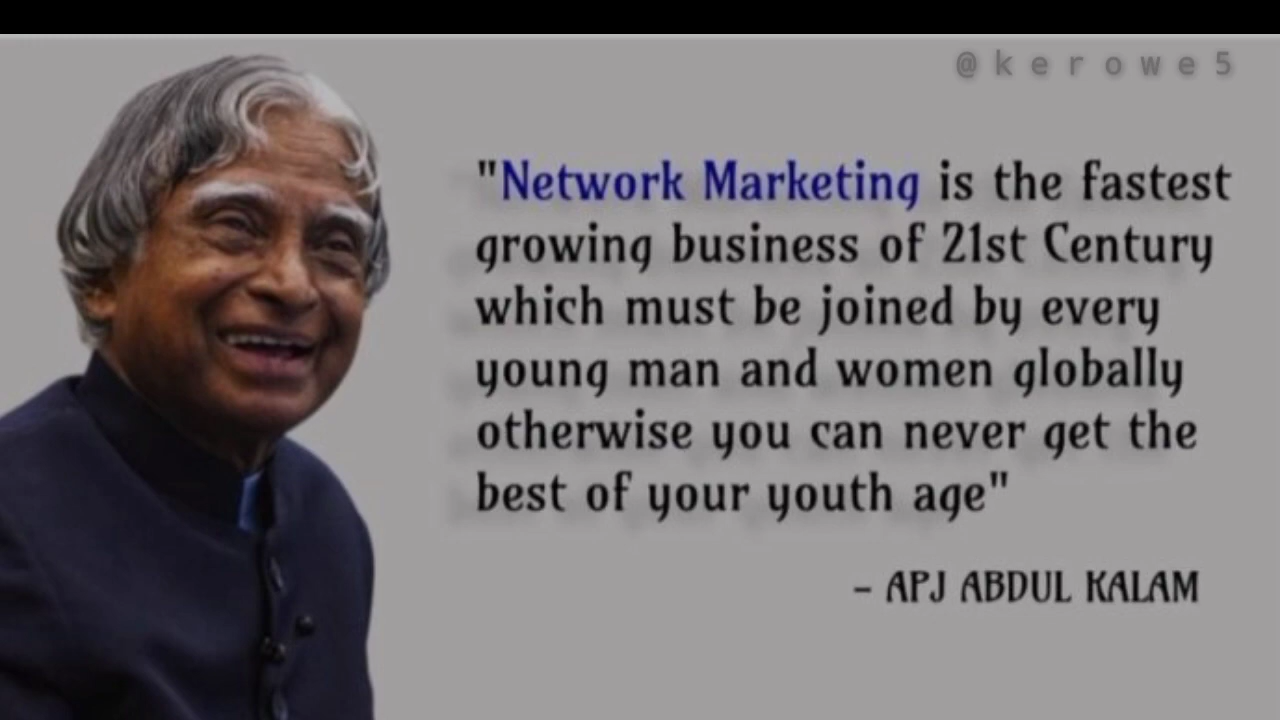 @kerowe5
"Network Marketing is the fastest
growing business of 21st Century
which must be joined by every
young man and women globally
otherwise you can never get the
best of your youth age"
- APJ ABDUL KALAM